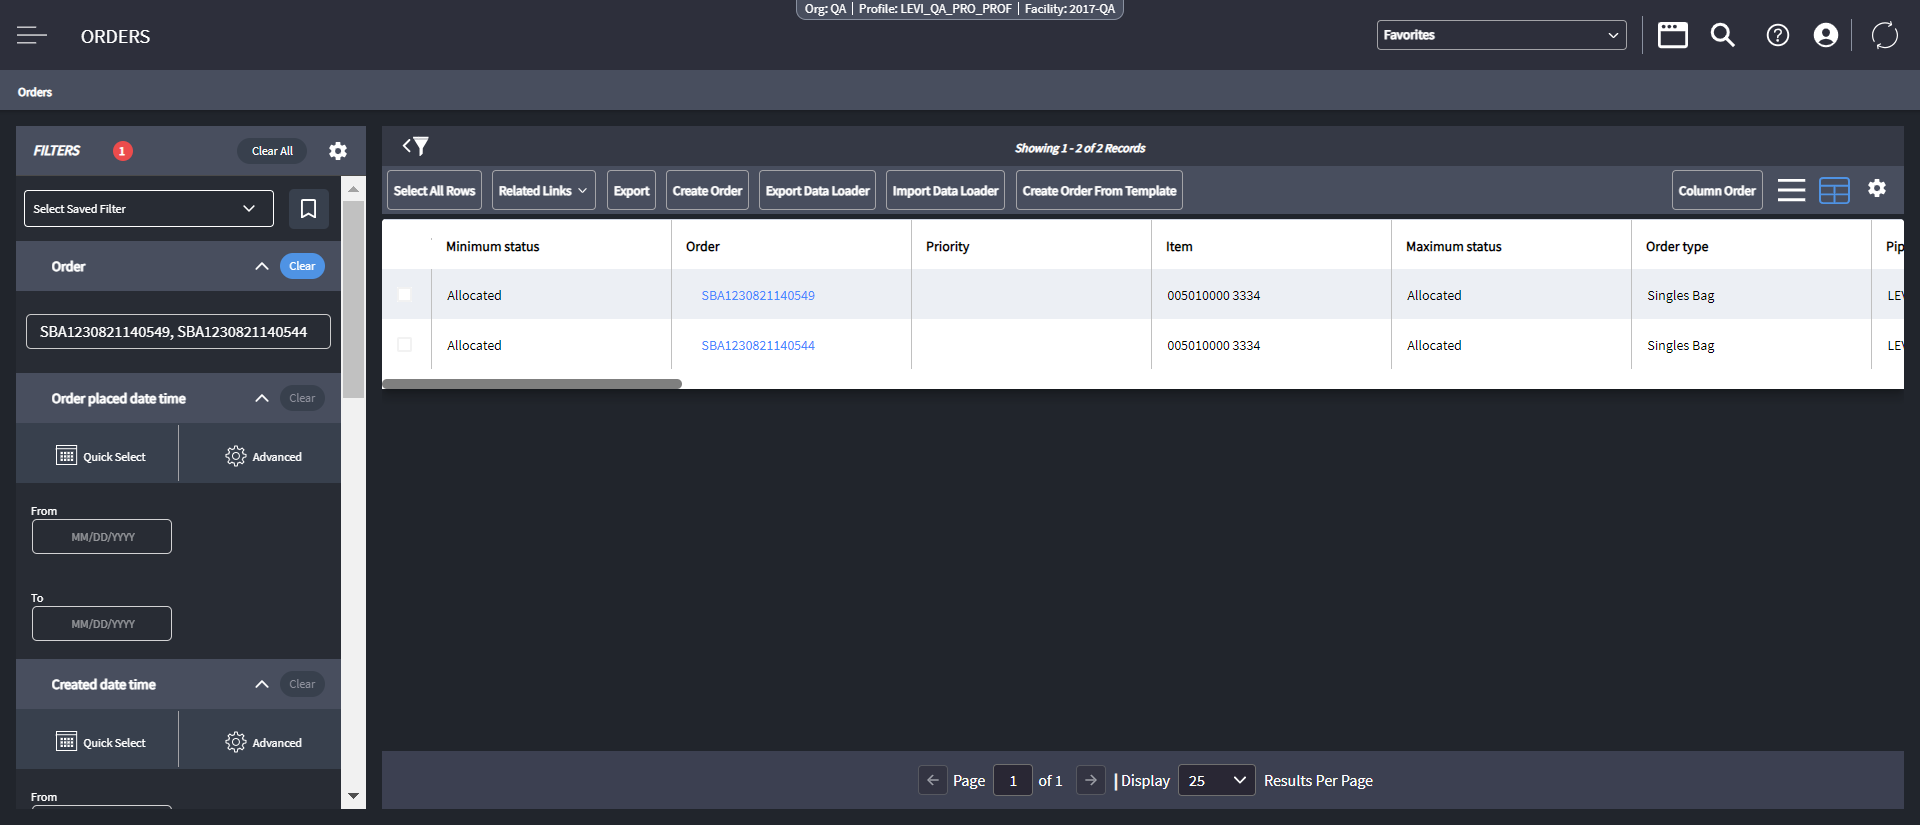 Org: QA | Profile: LEVI_QA_PRO_PROF | Facility: 2017-QA
ORDERS
Favorites
Orders
FILTERS 1 Clear All
Select Saved Filter
Order Clear
SBA1230821140549, SBA1230821140544
Order placed date time Clear
Quick Select Advanced
From
MM/DD/YYYY
To
MM/DD/YYYY
Created date time Clear
Quick Select Advanced
From
Showing 1 - 2 of 2 Records
Select All Rows Related Links Export Create Order Export Data Loader Import Data Loader Create Order From Template Column Order
Minimum status Order Priority Item Maximum status Order type Pip
Allocated SBA1230821140549 005010000 3334 Allocated Singles Bag LEV
Allocated SBA1230821140544 005010000 3334 Allocated Singles Bag LEV
Page 1 of 1 | Display 25 Results Per Page